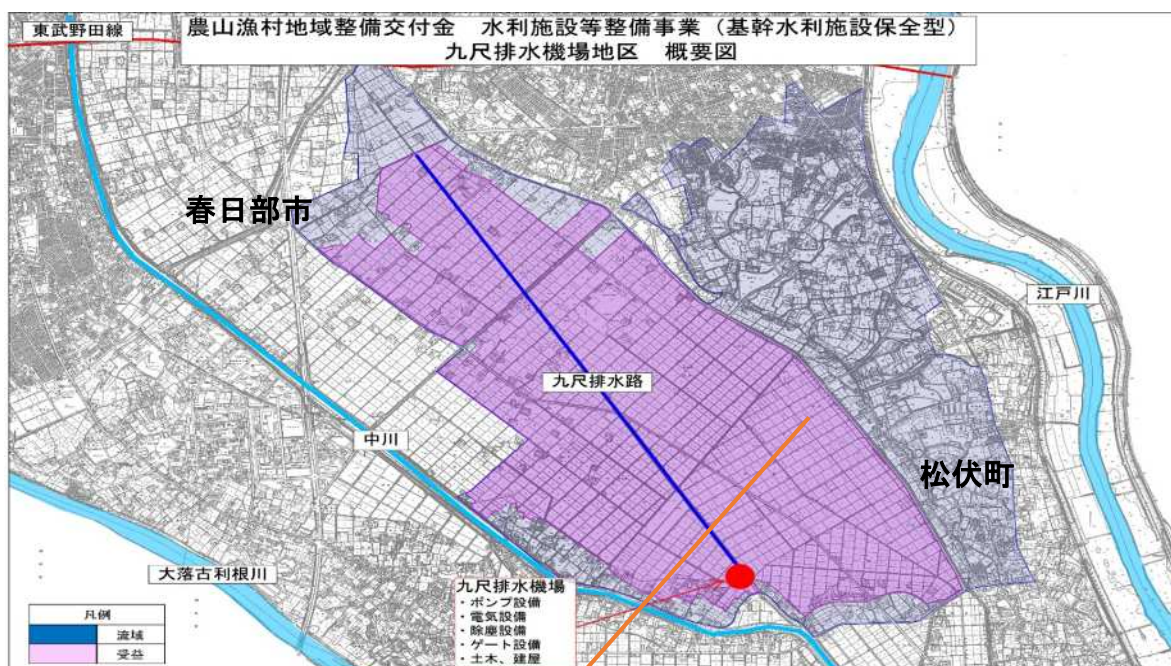 農山漁村地域整備交付金　水利施設等整備事業（基幹水利施設保全型）
九尺排水機場地区　概要図
東武野田線
春日部市
江戸川
九尺排水路
中川
松伏町
大落古利根川
九尺排水機場
・ポンプ設備
・電気設備
・除塵設備
・ゲート設備
・土木、建屋
凡例
流域
受益